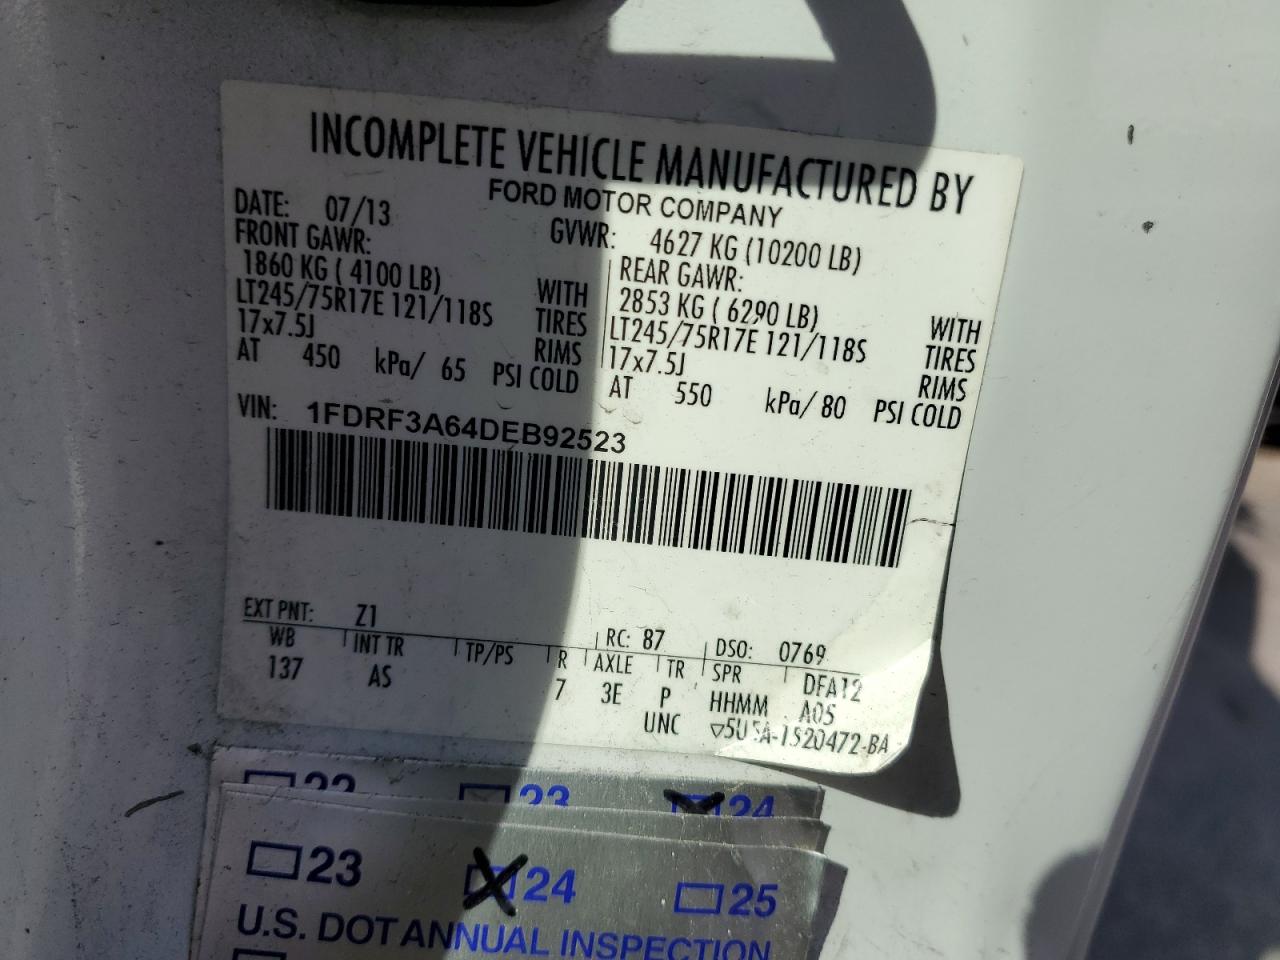 INCOMPLETE VEHICLE MANUFACTURED BY
FORD MOTOR COMPANY
DATE: 07/13 GVWR: 4627 KG (10200 LB)
FRONT GAWR: REAR GAWR:
1860 KG ( 4100 LB) WITH 2853 KG ( 6290 LB) WITH
LT245/75R17E 121/118S TIRES LT245/75R17E 121/118S TIRES
17x7.5J RIMS 17x7.5J RIMS
AT 450 kPa/ 65 PSI COLD AT 550 kPa/ 80 PSI COLD
VIN: 1FDRF3A64DEB92523
EXT PNT: Z1 RC: 87 DSO: 0769
WB INT TR TP/PS R AXLE TR SPR DFA12
137 AS 7 3E P HHMM A05
UNC ▽5U5A-1520472-BA
22 23 24
23 24 25
U.S. DOT ANNUAL INSPECTION